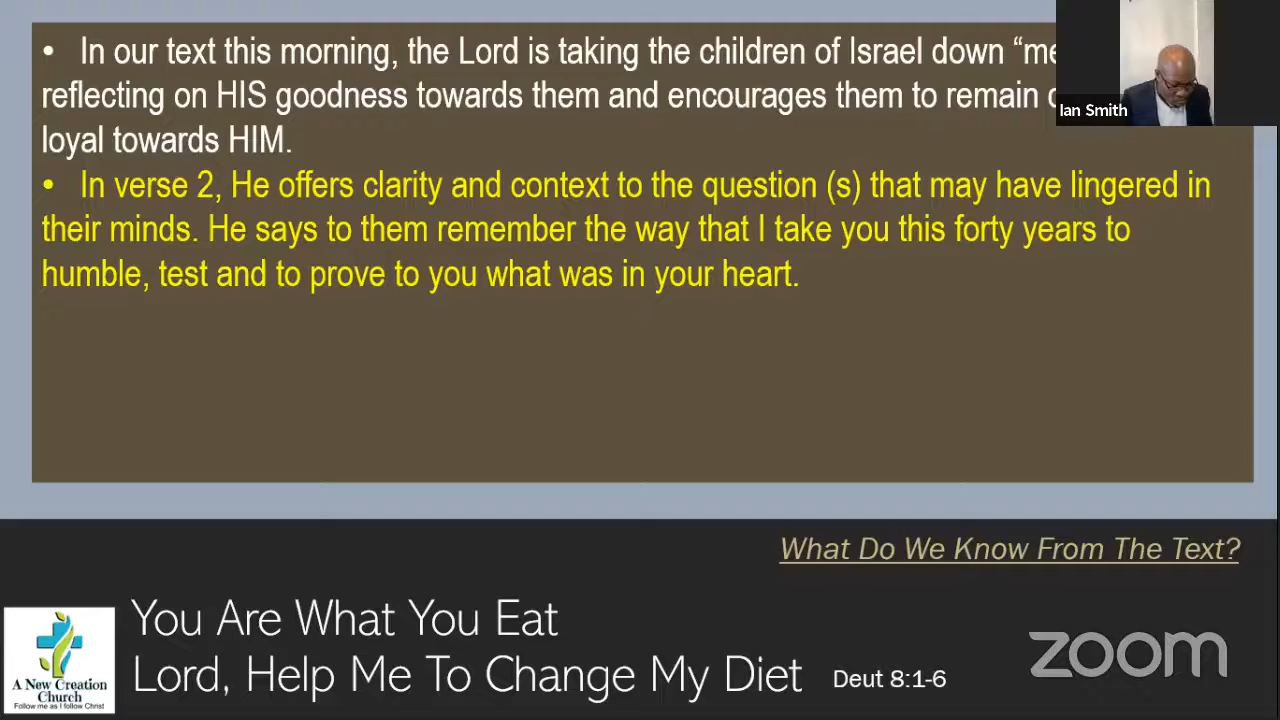 • In our text this morning, the Lord is taking the children of Israel down “me
reflecting on HIS goodness towards them and encourages them to remain
loyal towards HIM.
• In verse 2, He offers clarity and context to the question (s) that may have lingered in
their minds. He says to them remember the way that I take you this forty years to
humble, test and to prove to you what was in your heart.
Ian Smith
What Do We Know From The Text?
You Are What You Eat
Lord, Help Me To Change My Diet
Deut 8:1-6
A New Creation
Church
Follow me as I follow Christ
zoom